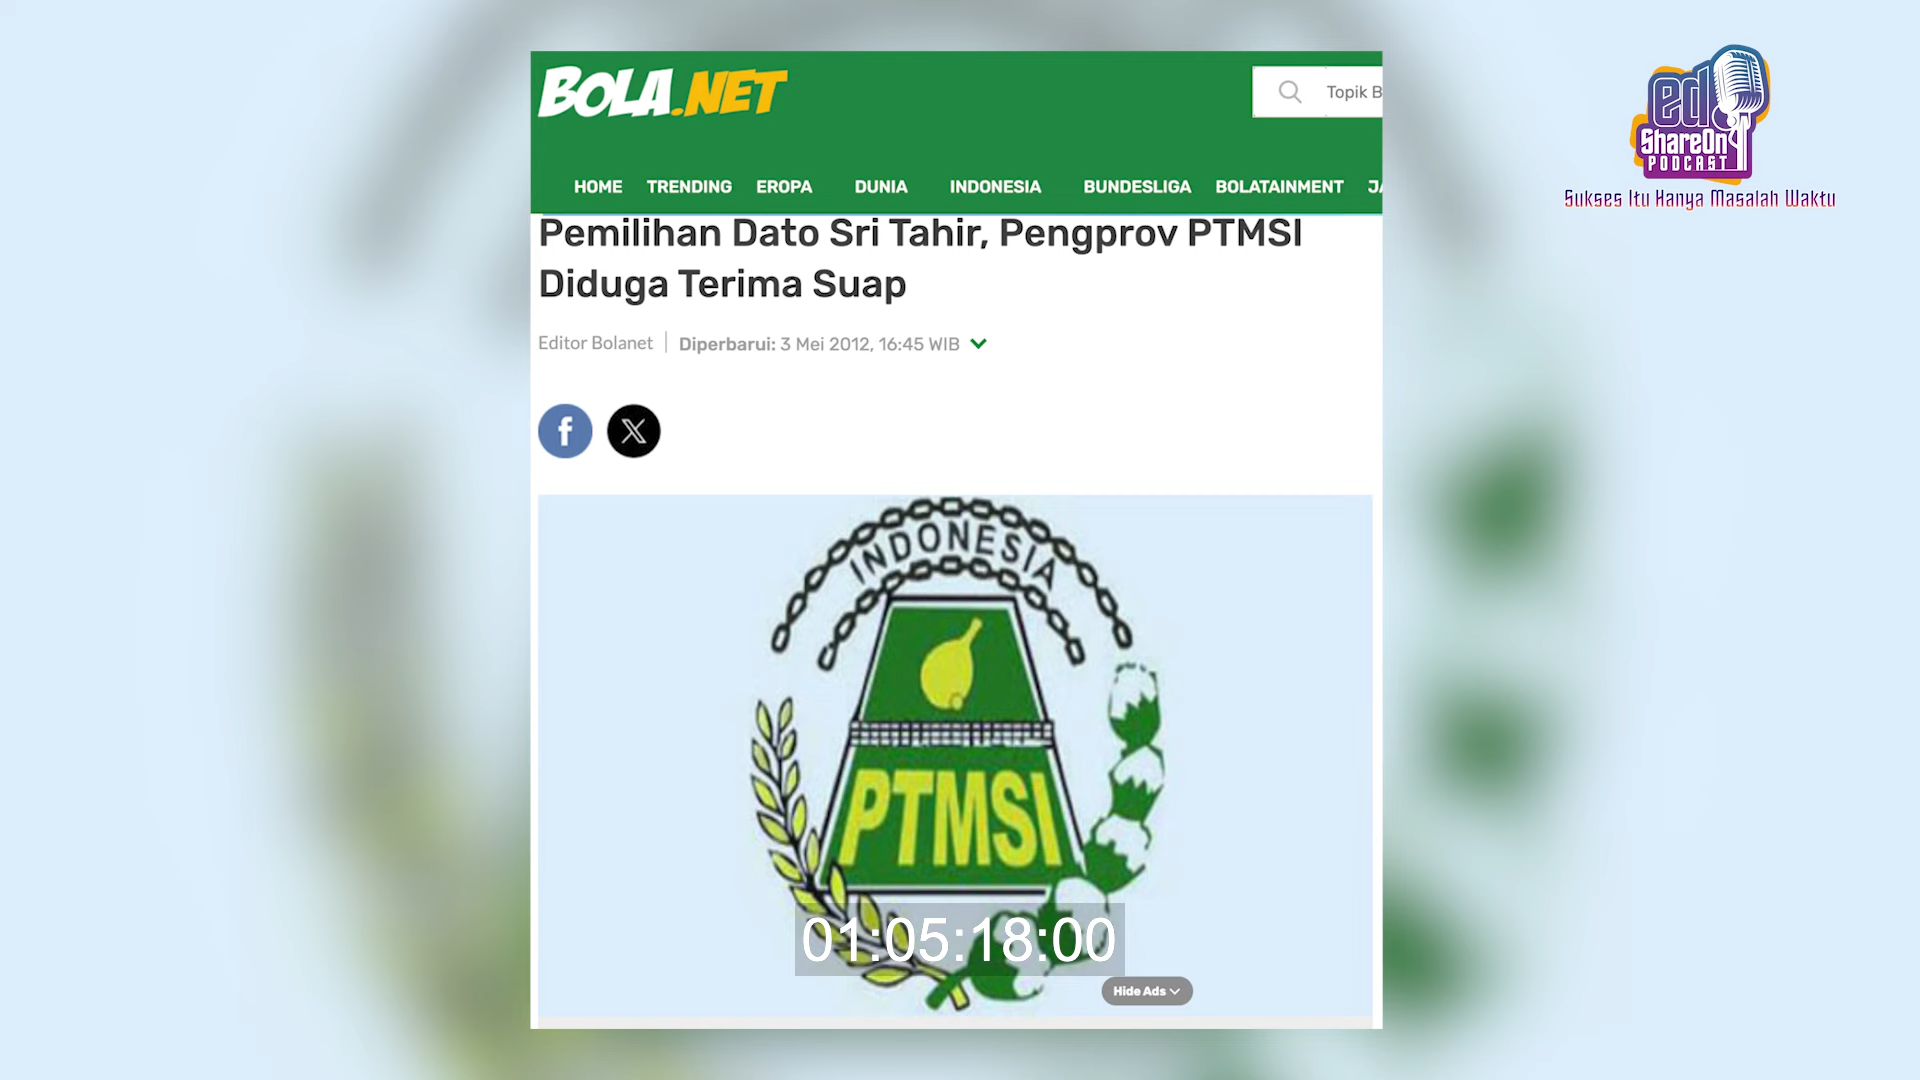 BOLA.NET
Topik B
HOME TRENDING EROPA DUNIA INDONESIA BUNDESLIGA BOLATAINMENT JA
Pemilihan Dato Sri Tahir, Pengprov PTMSI
Diduga Terima Suap
Editor Bolanet Diperbarui: 3 Mei 2012, 16:45 WIB
f X
INDONESIA
PTMSI
01:05:18:00
Hide Ads
ed
ShareOn
PODCAST
Sukses Itu Hanya Masalah Waktu